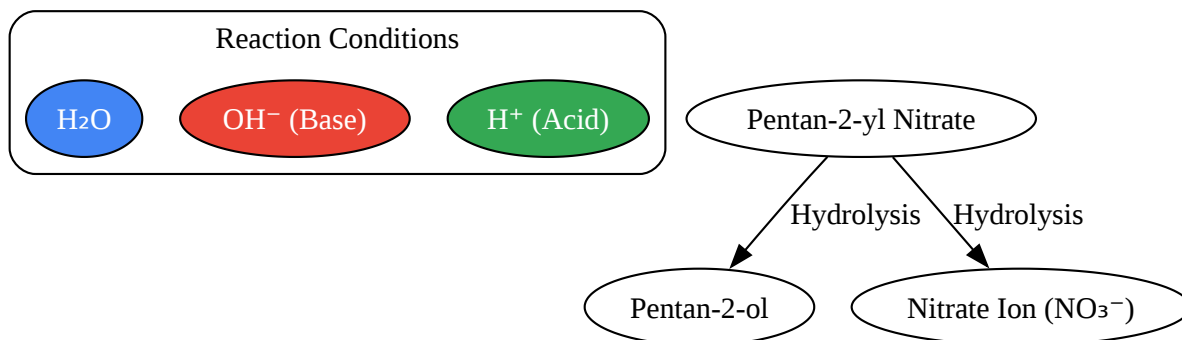 Reaction Conditions
H₂O
OH⁻ (Base)
H⁺ (Acid)
Pentan-2-yl Nitrate
Hydrolysis
Hydrolysis
Pentan-2-ol
Nitrate Ion (NO₃⁻)